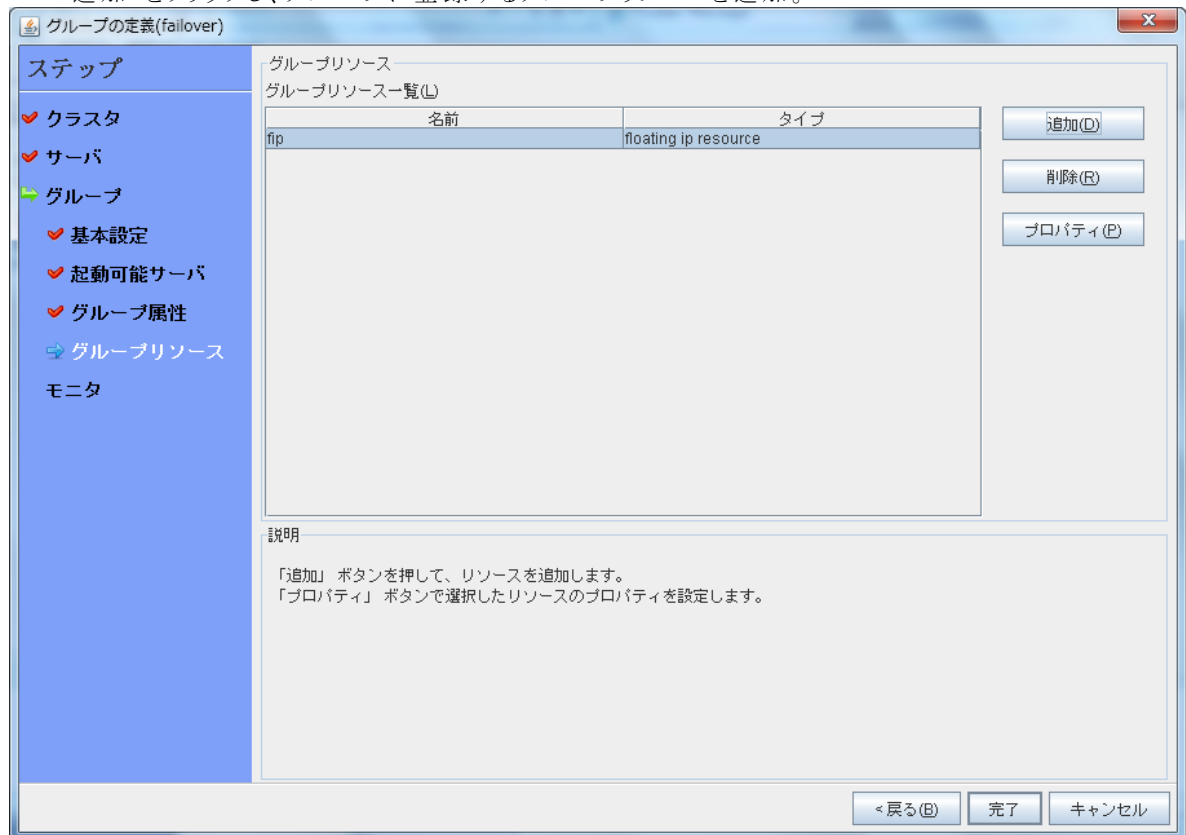 グループの定義(failover)
ステップ
クラスタ
サーバ
グループ
基本設定
起動可能サーバ
グループ属性
グループリソース
モニタ
グループリソース
グループリソース一覧(L)
名前 タイプ
fip floating ip resource
追加(D)
削除(R)
プロパティ(P)
説明
「追加」 ボタンを押して、リソースを追加します。
「プロパティ」 ボタンで選択したリソースのプロパティを設定します。
<戻る(B) 完了 キャンセル